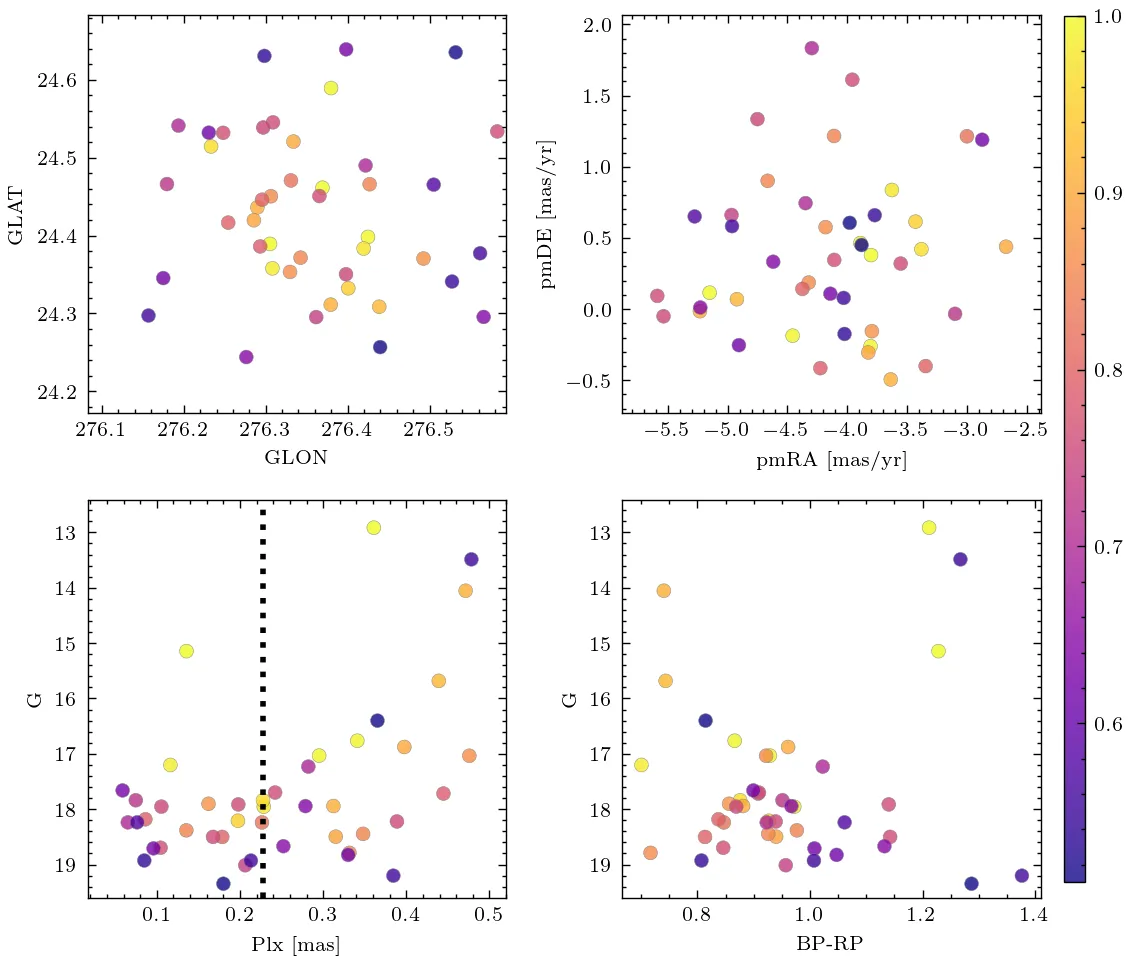 24.6
24.5
24.4
24.3
24.2
GLAT
276.1 276.2 276.3 276.4 276.5
GLON
2.0
1.5
1.0
0.5
0.0
−0.5
pmDE [mas/yr]
−5.5 −5.0 −4.5 −4.0 −3.5 −3.0 −2.5
pmRA [mas/yr]
1.0
0.9
0.8
0.7
0.6
13
14
15
16
17
18
19
G
0.1 0.2 0.3 0.4 0.5
Plx [mas]
13
14
15
16
17
18
19
G
0.8 1.0 1.2 1.4
BP-RP